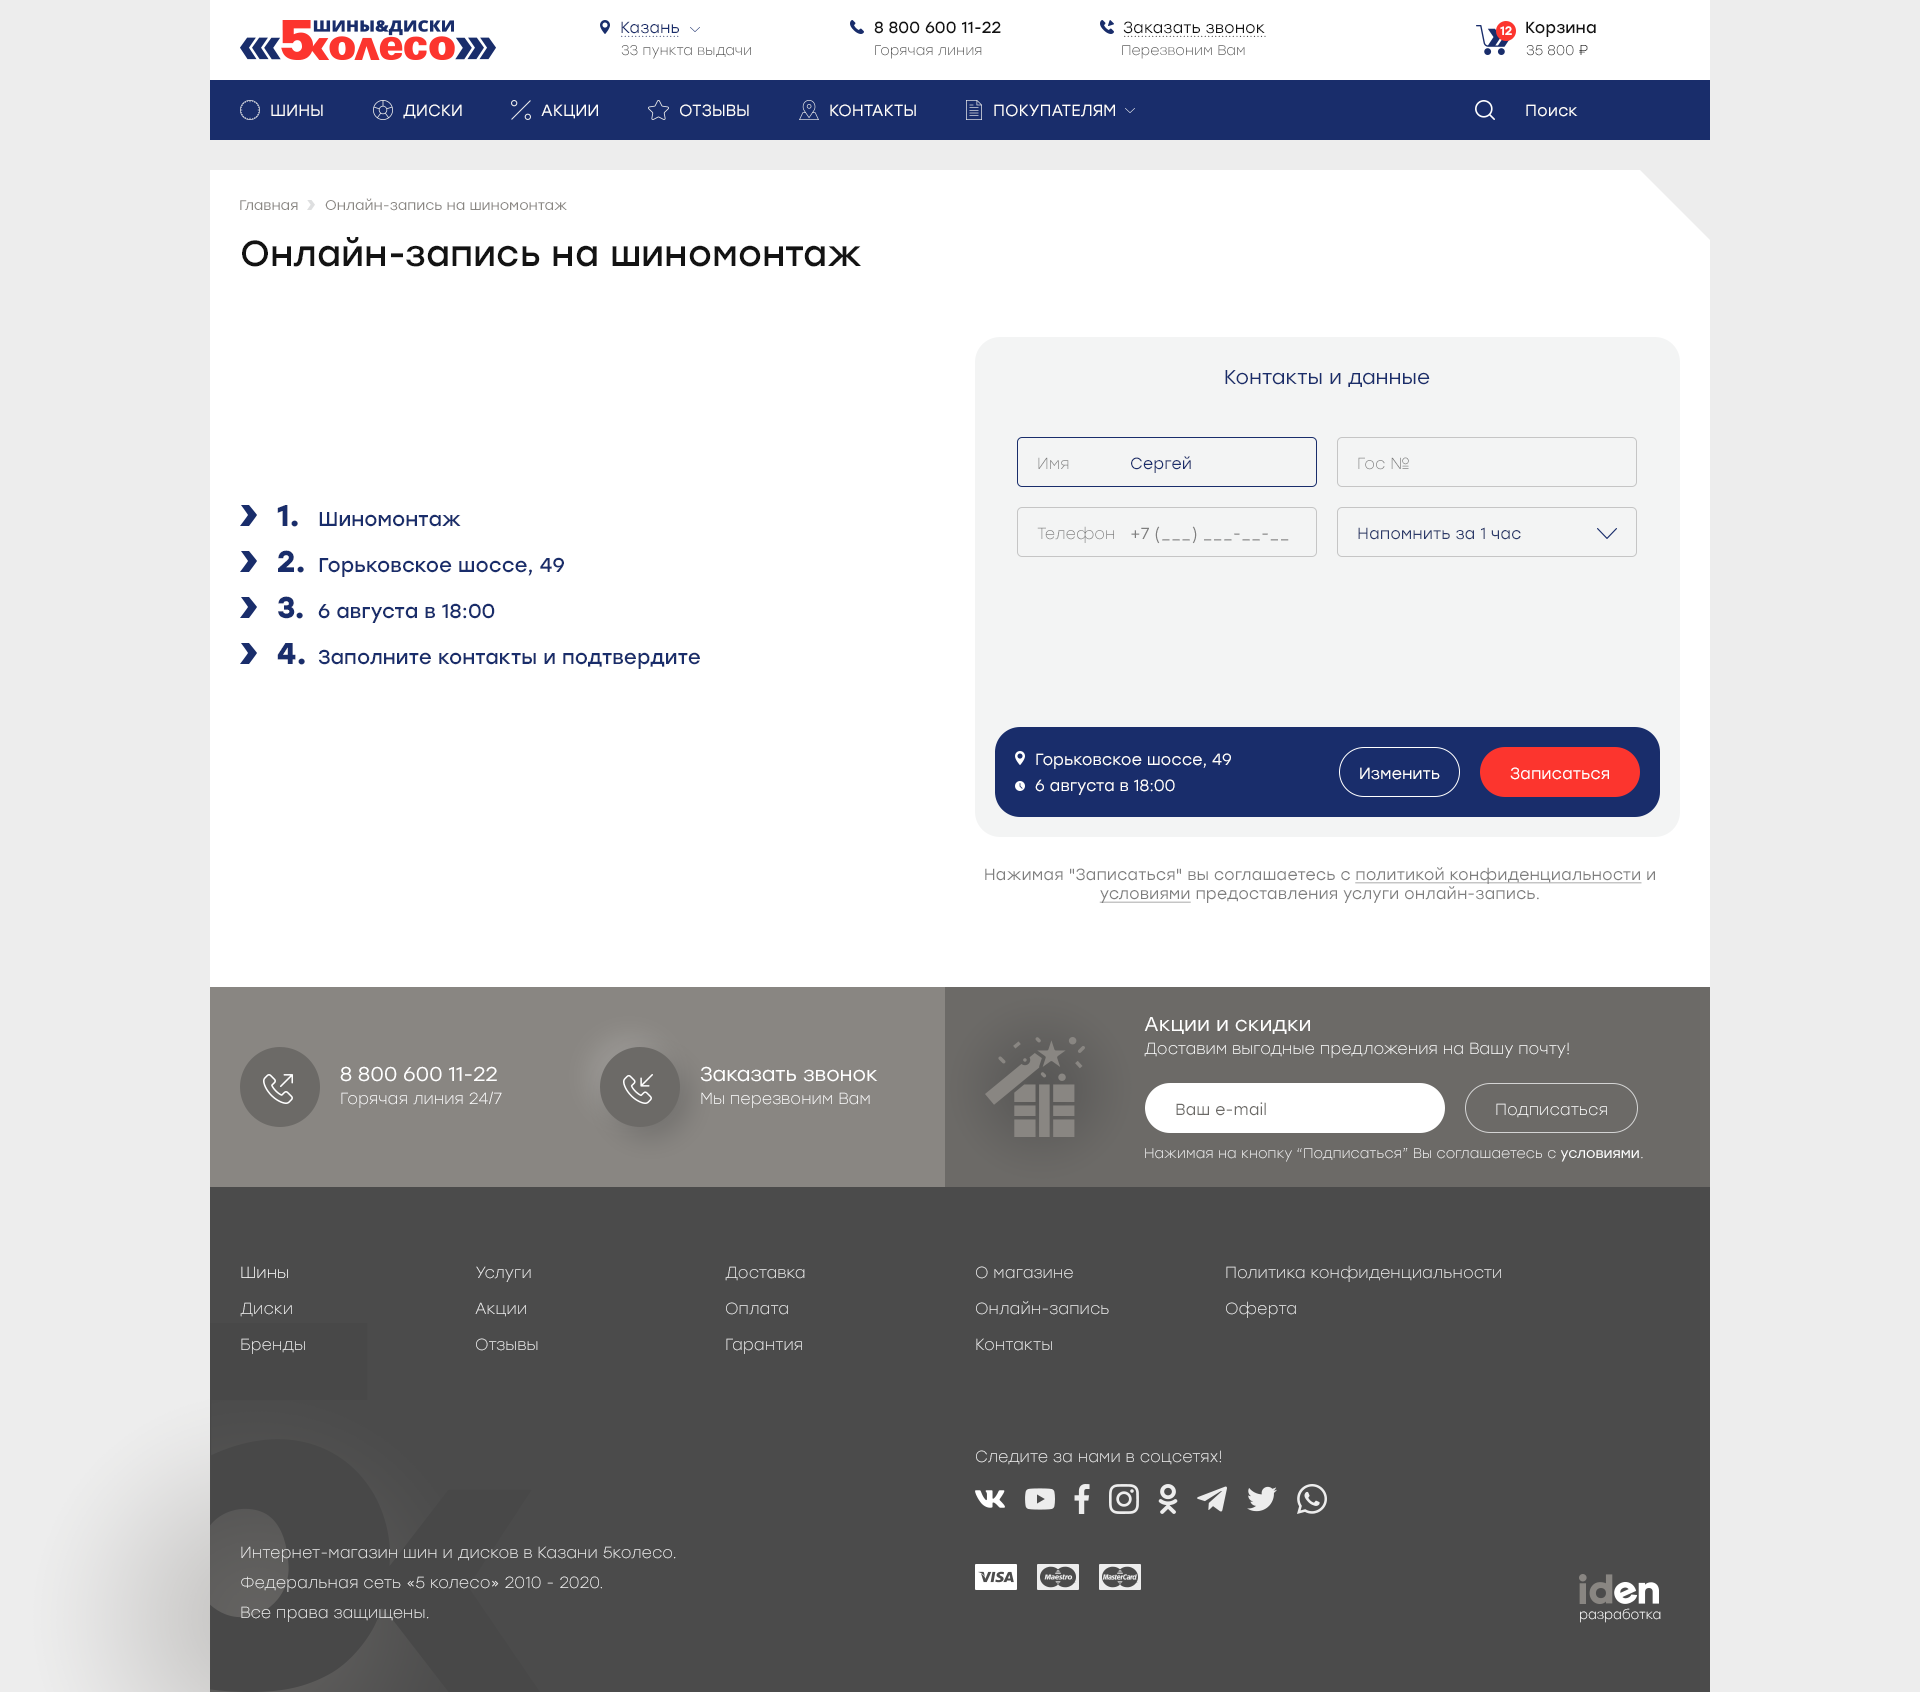 ШИНЫ&ДИСКИ
5колесо
Казань
33 пункта выдачи
8 800 600 11-22
Горячая линия
Заказать звонок
Перезвоним Вам
12
Корзина
35 800 ₽
ШИНЫ
ДИСКИ
АКЦИИ
ОТЗЫВЫ
КОНТАКТЫ
ПОКУПАТЕЛЯМ
Поиск
Главная
Онлайн-запись на шиномонтаж
Онлайн-запись на шиномонтаж
1. Шиномонтаж
2. Горьковское шоссе, 49
3. 6 августа в 18:00
4. Заполните контакты и подтвердите
Контакты и данные
Имя Сергей
Гос №
Телефон +7 (___) ___-__-__
Напомнить за 1 час
Горьковское шоссе, 49
6 августа в 18:00
Изменить
Записаться
Нажимая "Записаться" вы соглашаетесь с политикой конфиденциальности и
условиями предоставления услуги онлайн-запись.
8 800 600 11-22
Горячая линия 24/7
Заказать звонок
Мы перезвоним Вам
Акции и скидки
Доставим выгодные предложения на Вашу почту!
Ваш e-mail
Подписаться
Нажимая на кнопку “Подписаться” Вы соглашаетесь с условиями.
Шины
Диски
Бренды
Услуги
Акции
Отзывы
Доставка
Оплата
Гарантия
О магазине
Онлайн-запись
Контакты
Политика конфиденциальности
Оферта
Следите за нами в соцсетях!
Интернет-магазин шин и дисков в Казани 5колесо.
Федеральная сеть «5 колесо» 2010 - 2020.
Все права защищены.
VISA
Maestro
MasterCard
iden
разработка